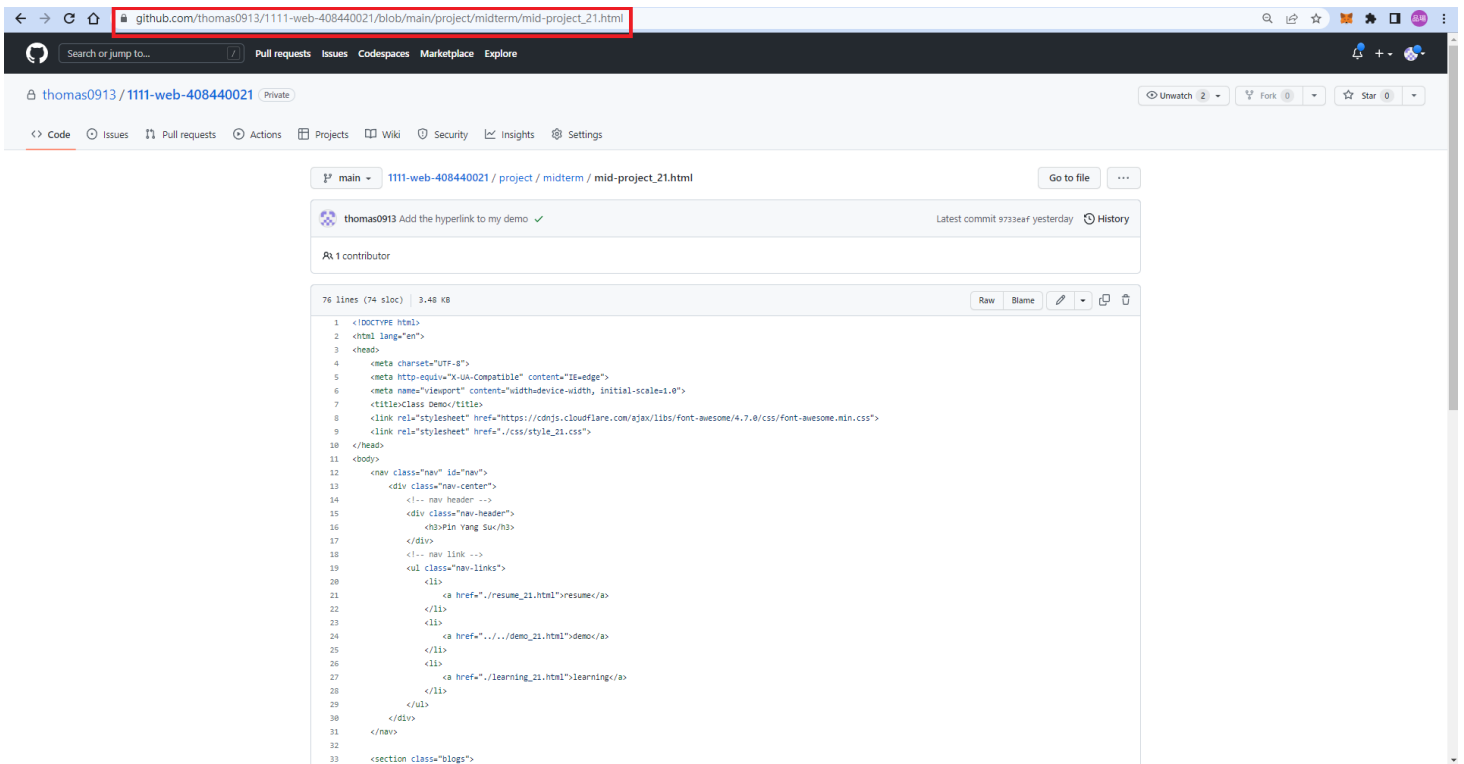 github.com/thomas0913/1111-web-408440021/blob/main/project/midterm/mid-project_21.html
Search or jump to... / Pull requests Issues Codespaces Marketplace Explore
thomas0913 / 1111-web-408440021 Private Unwatch 2 Fork 0 Star 0
<> Code Issues Pull requests Actions Projects Wiki Security Insights Settings
main 1111-web-408440021 / project / midterm / mid-project_21.html Go to file ...
thomas0913 Add the hyperlink to my demo Latest commit 9733eaf yesterday History
1 contributor
76 lines (74 sloc) 3.48 KB Raw Blame
1 <!DOCTYPE html>
2 <html lang="en">
3 <head>
4 <meta charset="UTF-8">
5 <meta http-equiv="X-UA-Compatible" content="IE=edge">
6 <meta name="viewport" content="width=device-width, initial-scale=1.0">
7 <title>Class Demo</title>
8 <link rel="stylesheet" href="https://cdnjs.cloudflare.com/ajax/libs/font-awesome/4.7.0/css/font-awesome.min.css">
9 <link rel="stylesheet" href="./css/style_21.css">
10 </head>
11 <body>
12 <nav class="nav" id="nav">
13 <div class="nav-center">
14 <!-- nav header -->
15 <div class="nav-header">
16 <h3>Pin Yang Su</h3>
17 </div>
18 <!-- nav link -->
19 <ul class="nav-links">
20 <li>
21 <a href="./resume_21.html">resume</a>
22 </li>
23 <li>
24 <a href="../../demo_21.html">demo</a>
25 </li>
26 <li>
27 <a href="./learning_21.html">learning</a>
28 </li>
29 </ul>
30 </div>
31 </nav>
32
33 <section class="blogs">